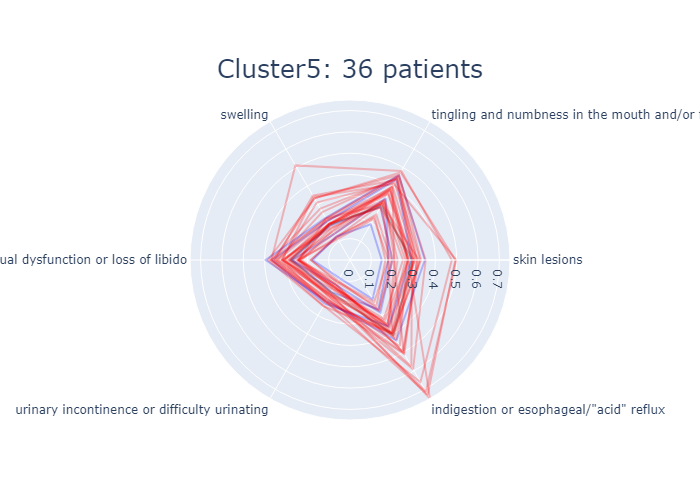 Cluster5: 36 patients
swelling
tingling and numbness in the mouth and/or
dysfunction or loss of libido
skin lesions
0 0.1 0.2 0.3 0.4 0.5 0.6 0.7
urinary incontinence or difficulty urinating
indigestion or esophageal/"acid" reflux